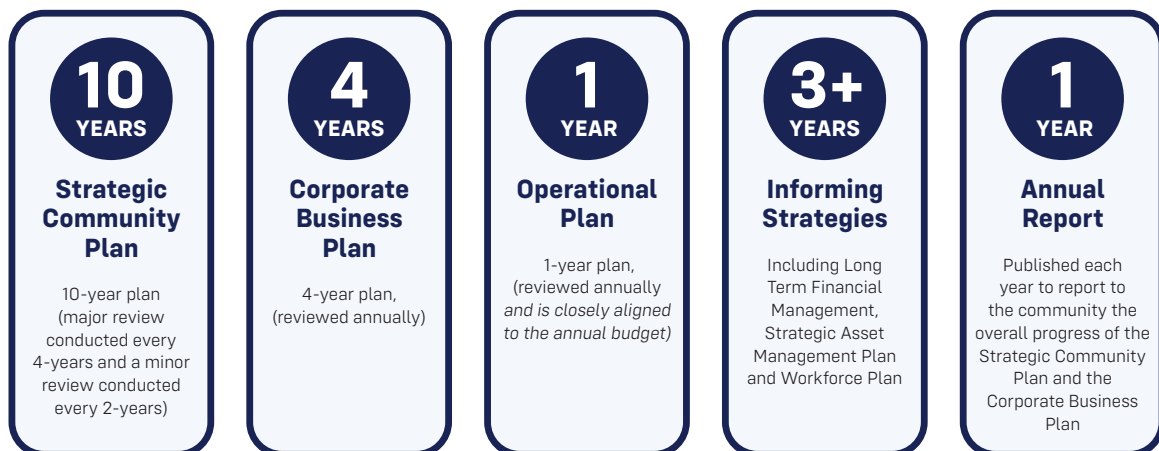 10
YEARS
Strategic
Community
Plan
10-year plan
(major review
conducted every
4-years and a minor
review conducted
every 2-years)
4
YEARS
Corporate
Business
Plan
4-year plan,
(reviewed annually)
1
YEAR
Operational
Plan
1-year plan,
(reviewed annually
and is closely aligned
to the annual budget)
3+
YEARS
Informing
Strategies
Including Long
Term Financial
Management,
Strategic Asset
Management Plan
and Workforce Plan
1
YEAR
Annual
Report
Published each
year to report to
the community the
overall progress of the
Strategic Community
Plan and the
Corporate Business
Plan